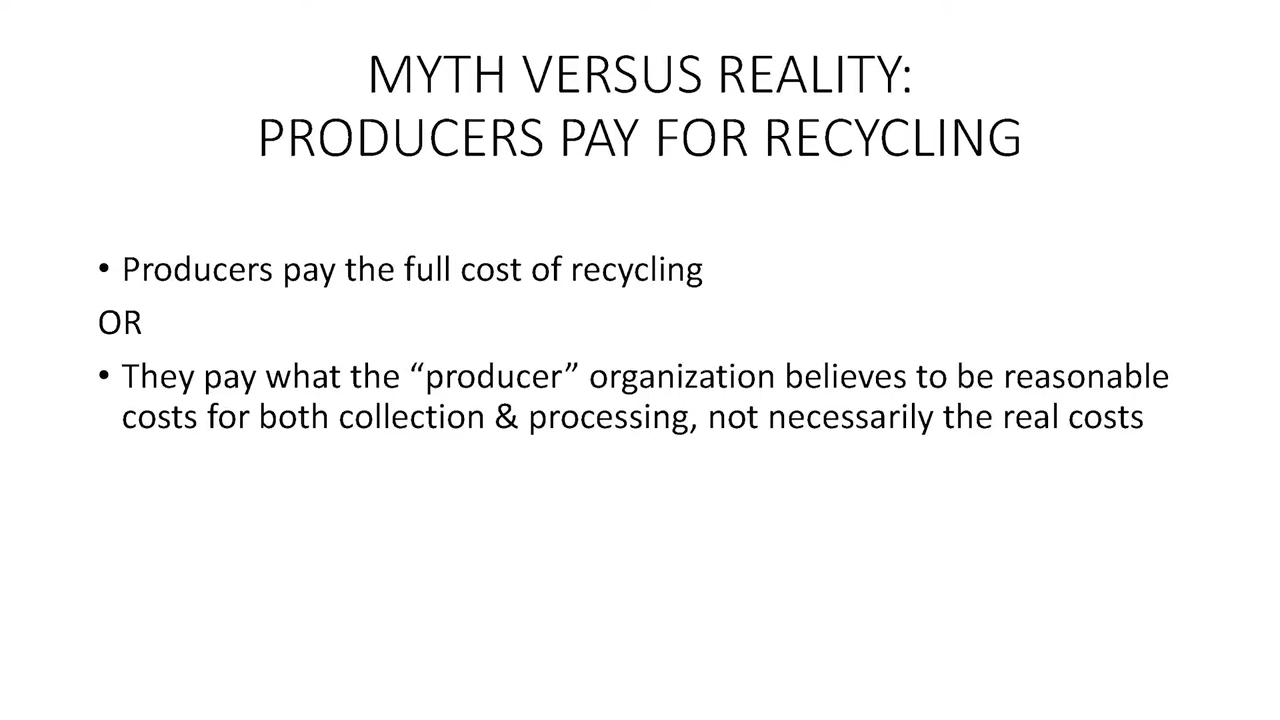 MYTH VERSUS REALITY:
PRODUCERS PAY FOR RECYCLING
• Producers pay the full cost of recycling
OR
• They pay what the “producer” organization believes to be reasonable
costs for both collection & processing, not necessarily the real costs